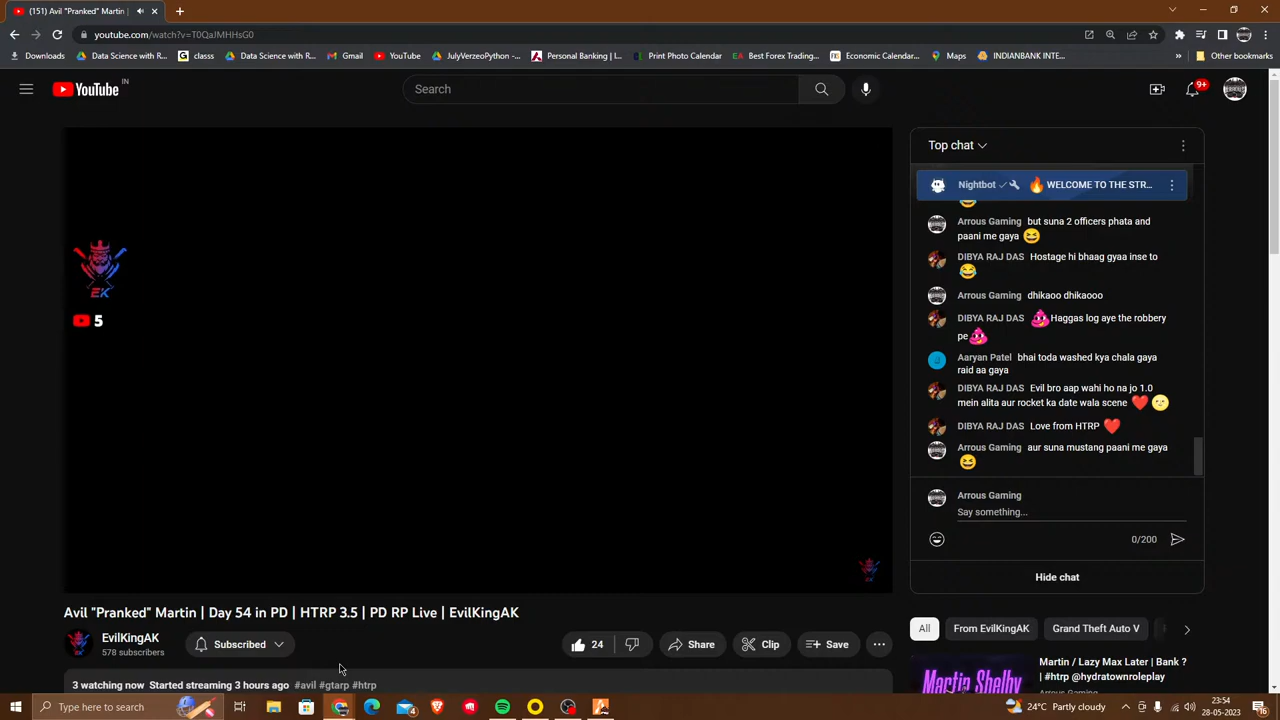 (151) Avil "Pranked" Martin |
youtube.com/watch?v=T0QaJMHHsG0
Downloads
Data Science with R...
classs
Data Science with R...
Gmail
YouTube
JulyVerzeoPython -...
Personal Banking | I...
Print Photo Calendar
Best Forex Trading...
Economic Calendar...
Maps
INDIANBANK INTE...
Other bookmarks
YouTube IN
Search
9+
Top chat
Nightbot WELCOME TO THE STR...
Arrous Gaming but suna 2 officers phata and
paani me gaya
DIBYA RAJ DAS Hostage hi bhaag gyaa inse to
Arrous Gaming dhikaoo dhikaooo
DIBYA RAJ DAS Haggas log aye the robbery
pe
Aaryan Patel bhai toda washed kya chala gaya
raid aa gaya
DIBYA RAJ DAS Evil bro aap wahi ho na jo 1.0
mein alita aur rocket ka date wala scene
DIBYA RAJ DAS Love from HTRP
Arrous Gaming aur suna mustang paani me gaya
Arrous Gaming
Say something...
0/200
Hide chat
EK
5
Avil "Pranked" Martin | Day 54 in PD | HTRP 3.5 | PD RP Live | EvilKingAK
EvilKingAK
578 subscribers
Subscribed
24
Share
Clip
Save
3 watching now Started streaming 3 hours ago #avil #gtarp #htrp
All
From EvilKingAK
Grand Theft Auto V
Martin Shelby
Martin / Lazy Max Later | Bank ?
| #htrp @hydratownroleplay
Type here to search
24°C Partly cloudy
23:54
28-05-2023